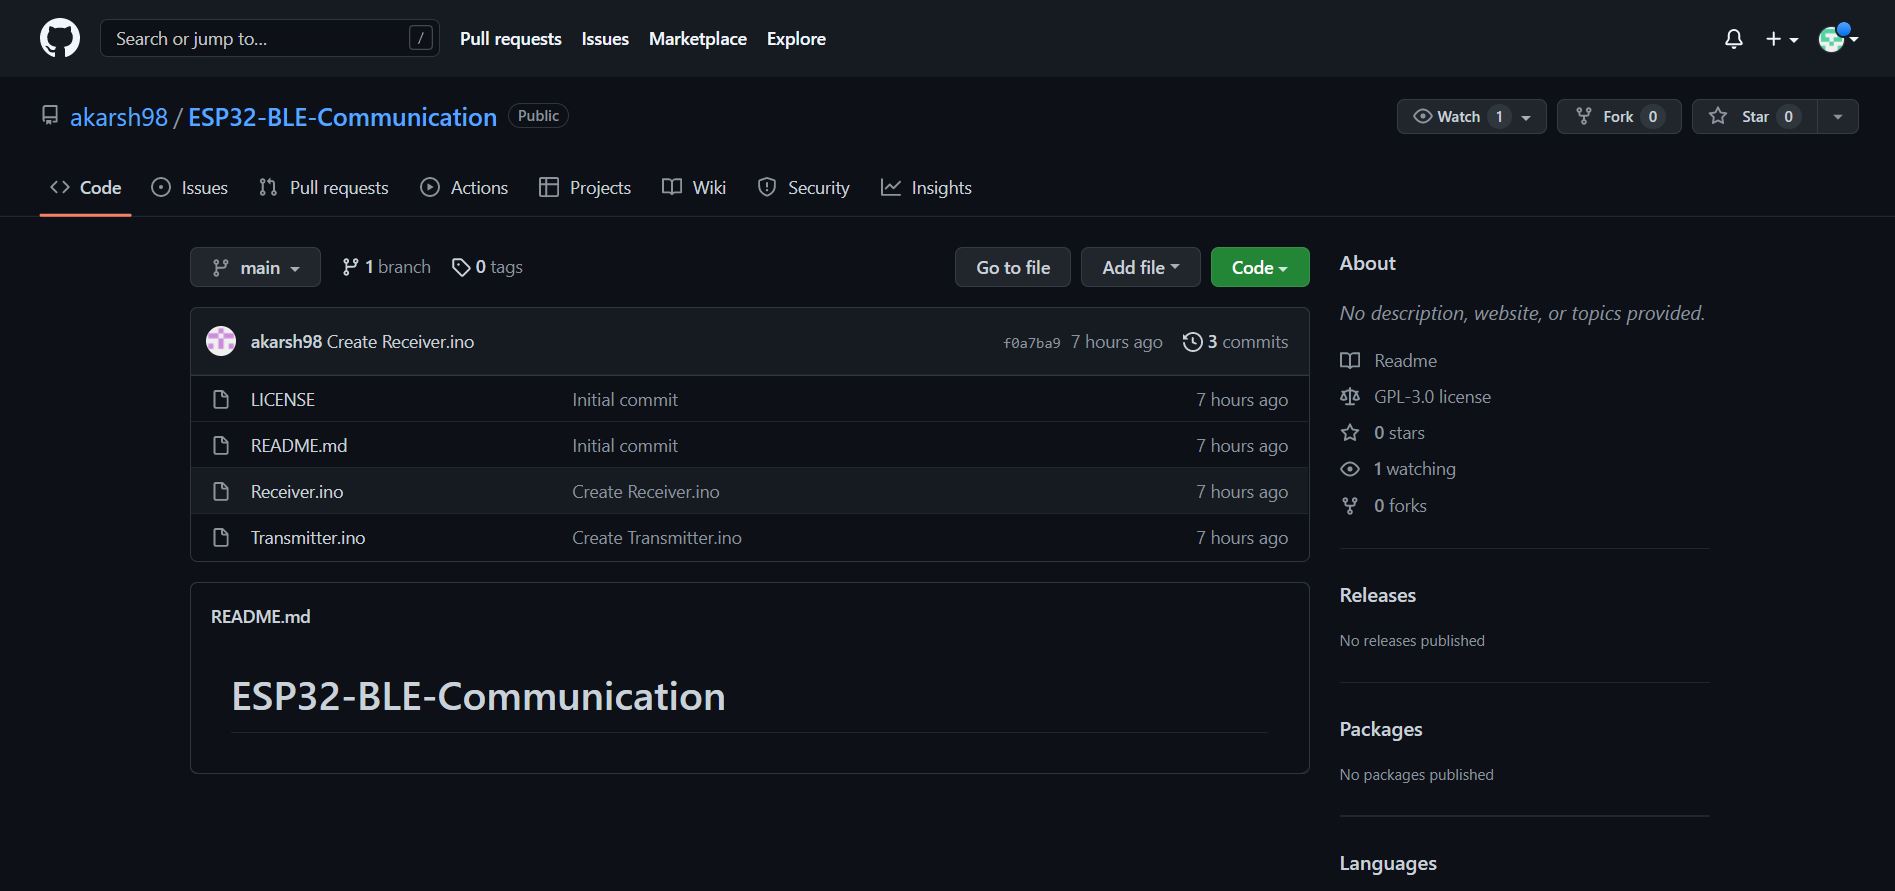 Search or jump to... / Pull requests Issues Marketplace Explore
akarsh98 / ESP32-BLE-Communication Public Watch 1 Fork 0 Star 0
Code Issues Pull requests Actions Projects Wiki Security Insights
main 1 branch 0 tags Go to file Add file Code
akarsh98 Create Receiver.ino f0a7ba9 7 hours ago 3 commits
LICENSE Initial commit 7 hours ago
README.md Initial commit 7 hours ago
Receiver.ino Create Receiver.ino 7 hours ago
Transmitter.ino Create Transmitter.ino 7 hours ago
README.md
ESP32-BLE-Communication
About
No description, website, or topics provided.
Readme
GPL-3.0 license
0 stars
1 watching
0 forks
Releases
No releases published
Packages
No packages published
Languages